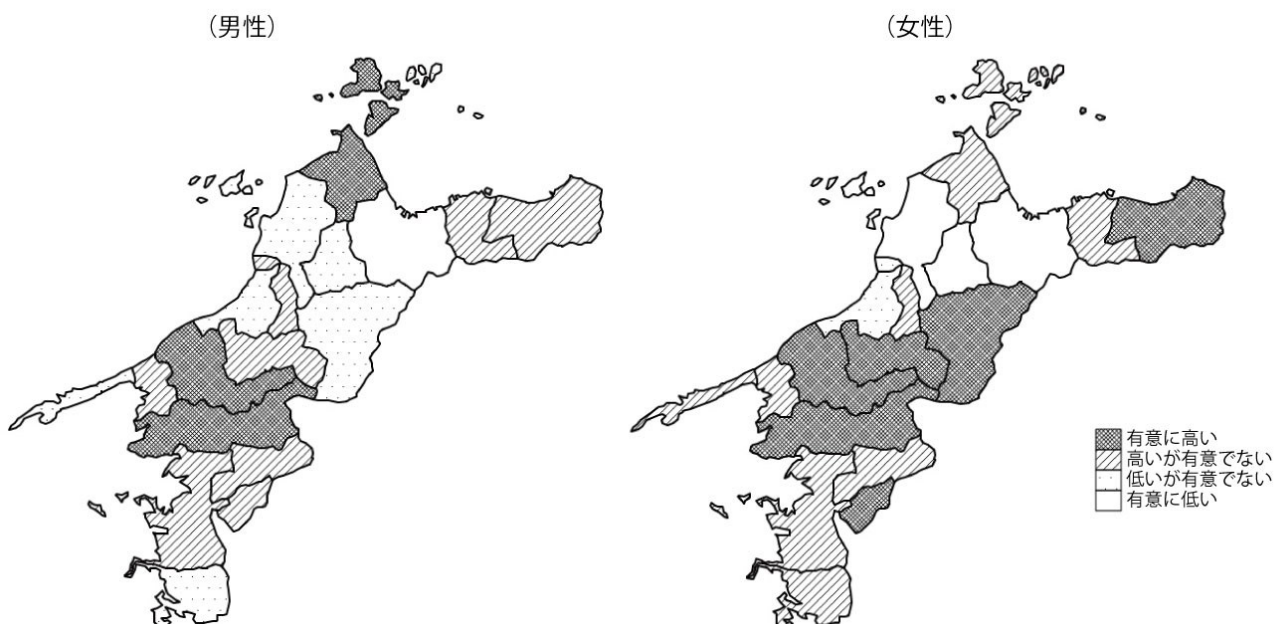 （男性）
（女性）
有意に高い
高いが有意でない
低いが有意でない
有意に低い